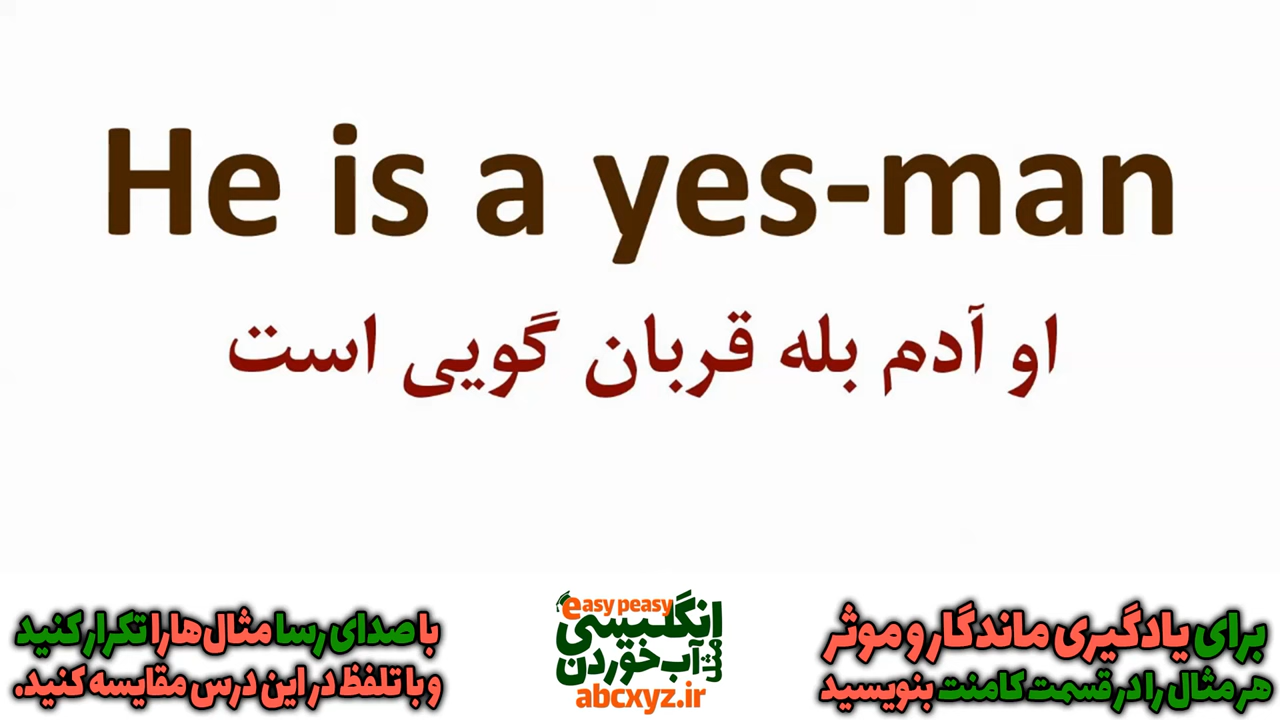 He is a yes-man
او آدم بله قربان گویی است
برای یادگیری ماندگار و موثر
هر مثال را در قسمت کامنت بنویسید
easy peasy
انگلیسی
مثل آب خوردن
abcxyz.ir
با صدای رسا مثال‌ها را تکرار کنید
و با تلفظ در این درس مقایسه کنید.